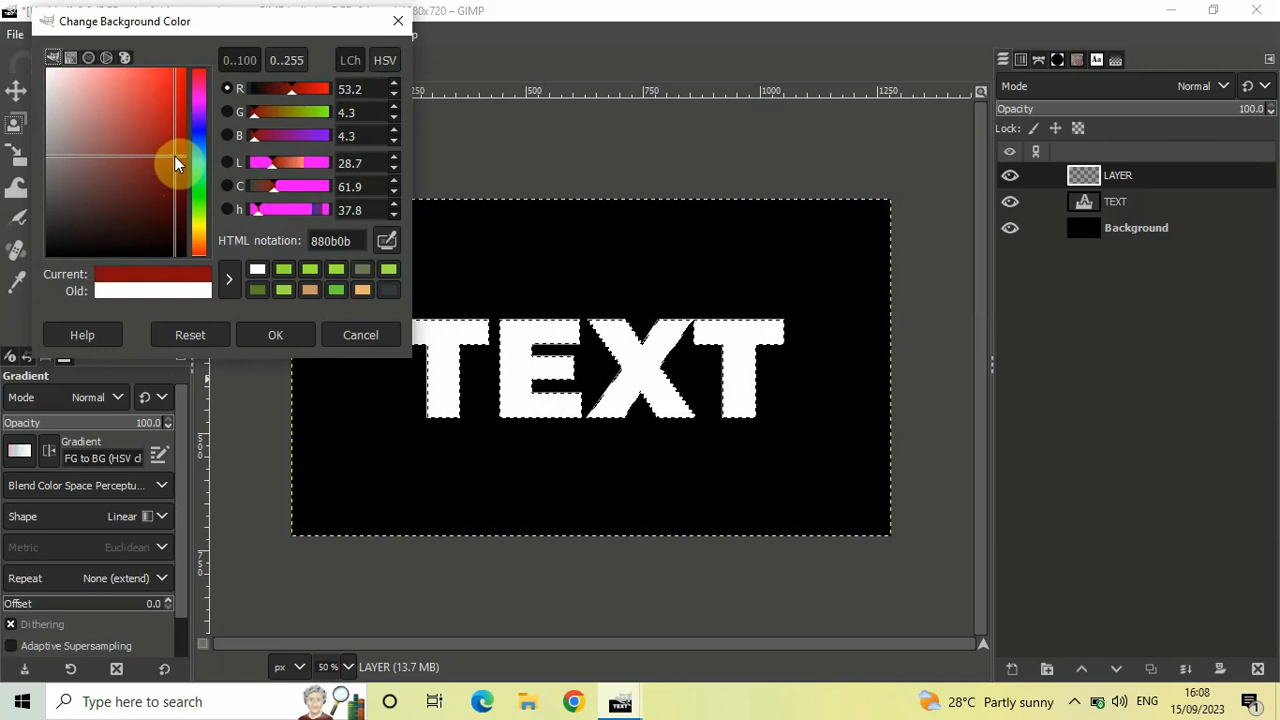 Change Background Color
80x720 – GIMP
File
p
0..100
0..255
LCh
HSV
R
53.2
G
4.3
B
4.3
L
28.7
C
61.9
h
37.8
HTML notation:
880b0b
Current:
Old:
Help
Reset
OK
Cancel
250
500
750
1000
1250
TEXT
500
750
Gradient
Mode
Normal
Opacity
100.0
Gradient
FG to BG (HSV cl
Blend Color Space Perceptu...
Shape
Linear
Metric
Euclidean
Repeat
None (extend)
Offset
0.0
Dithering
Adaptive Supersampling
px
50 %
LAYER (13.7 MB)
Mode
Normal
Opacity
100.0
Lock:
LAYER
TEXT
Background
Type here to search
28°C Partly sunny
ENG
16:08
15/09/2023